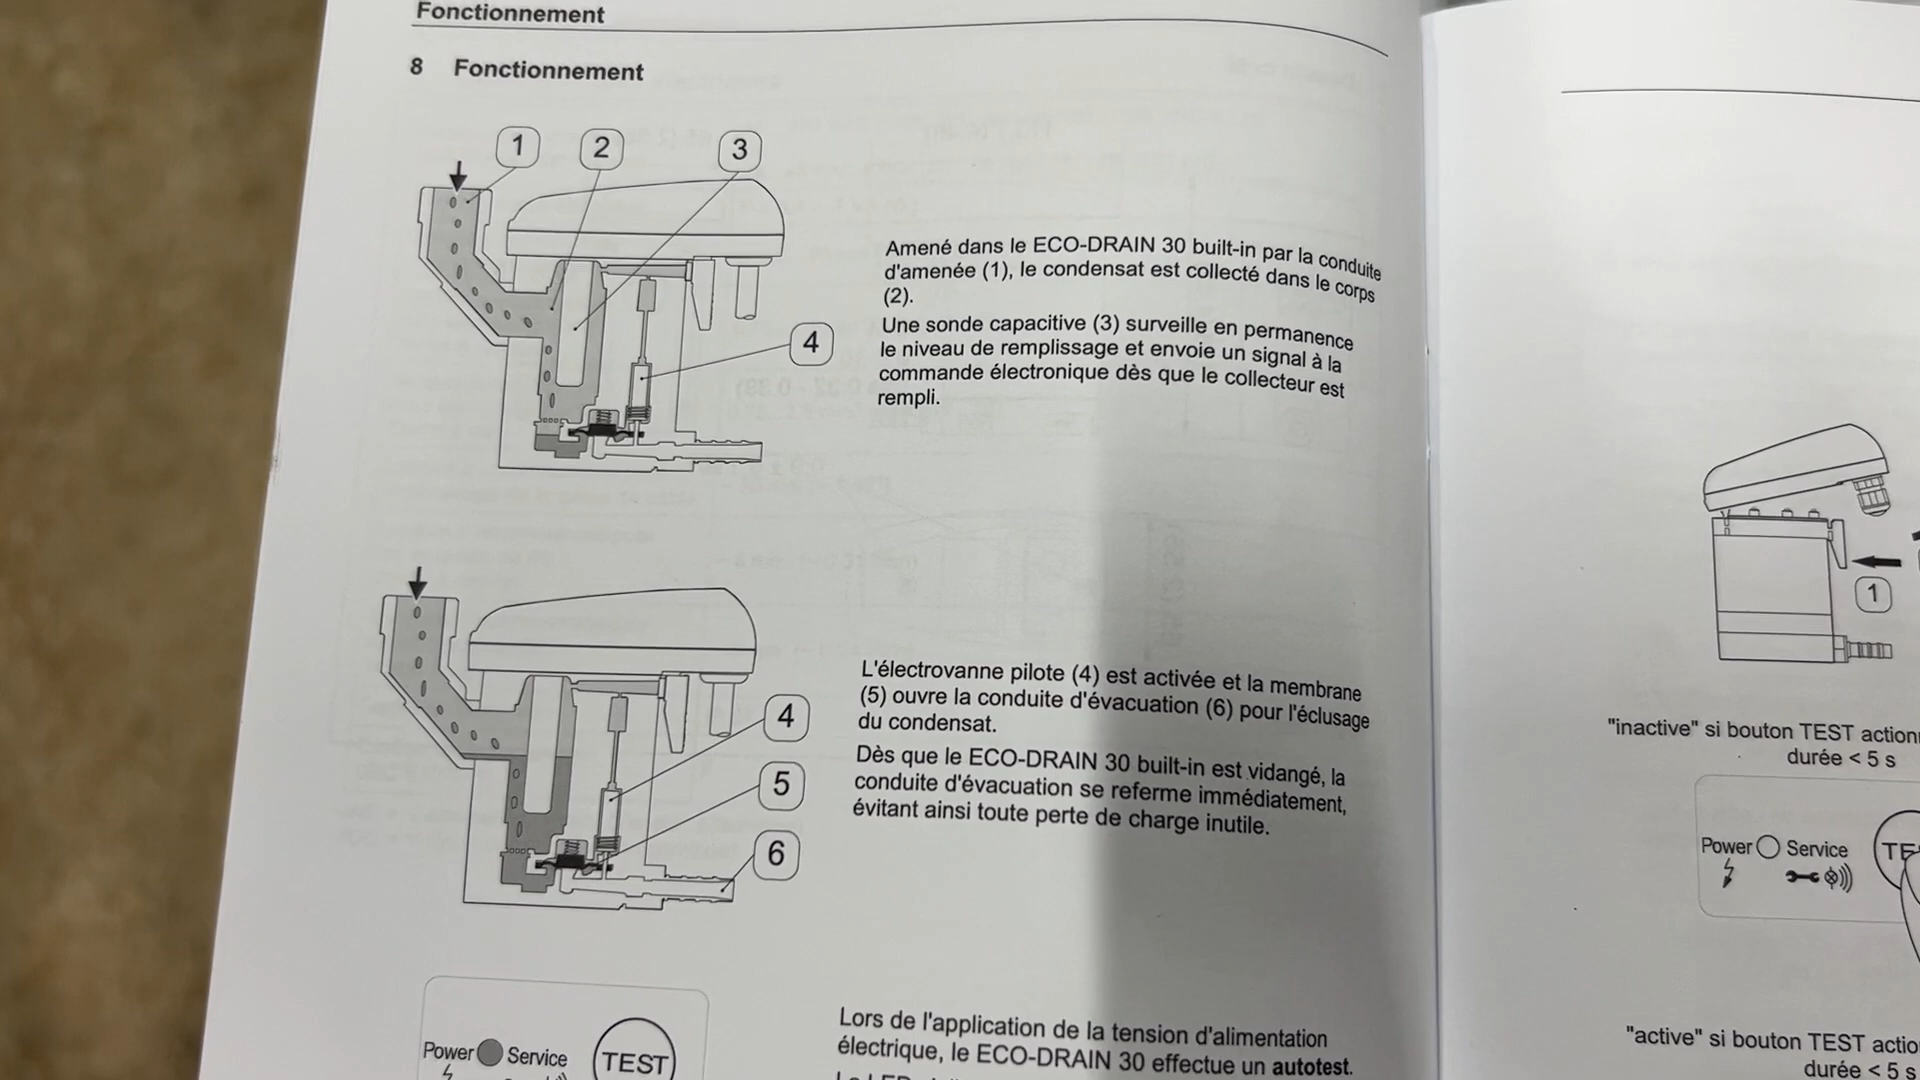 Fonctionnement
8 Fonctionnement
1
2
3
4
Amené dans le ECO-DRAIN 30 built-in par la conduite
d'amenée (1), le condensat est collecté dans le corps
(2).
Une sonde capacitive (3) surveille en permanence
le niveau de remplissage et envoie un signal à la
commande électronique dès que le collecteur est
rempli.
4
5
6
L'électrovanne pilote (4) est activée et la membrane
(5) ouvre la conduite d'évacuation (6) pour l'éclusage
du condensat.
Dès que le ECO-DRAIN 30 built-in est vidangé, la
conduite d'évacuation se referme immédiatement,
évitant ainsi toute perte de charge inutile.
Power Service
TEST
Lors de l'application de la tension d'alimentation
électrique, le ECO-DRAIN 30 effectue un autotest.
1
"inactive" si bouton TEST action
durée < 5 s
Power Service
"active" si bouton TEST actio
durée < 5 s